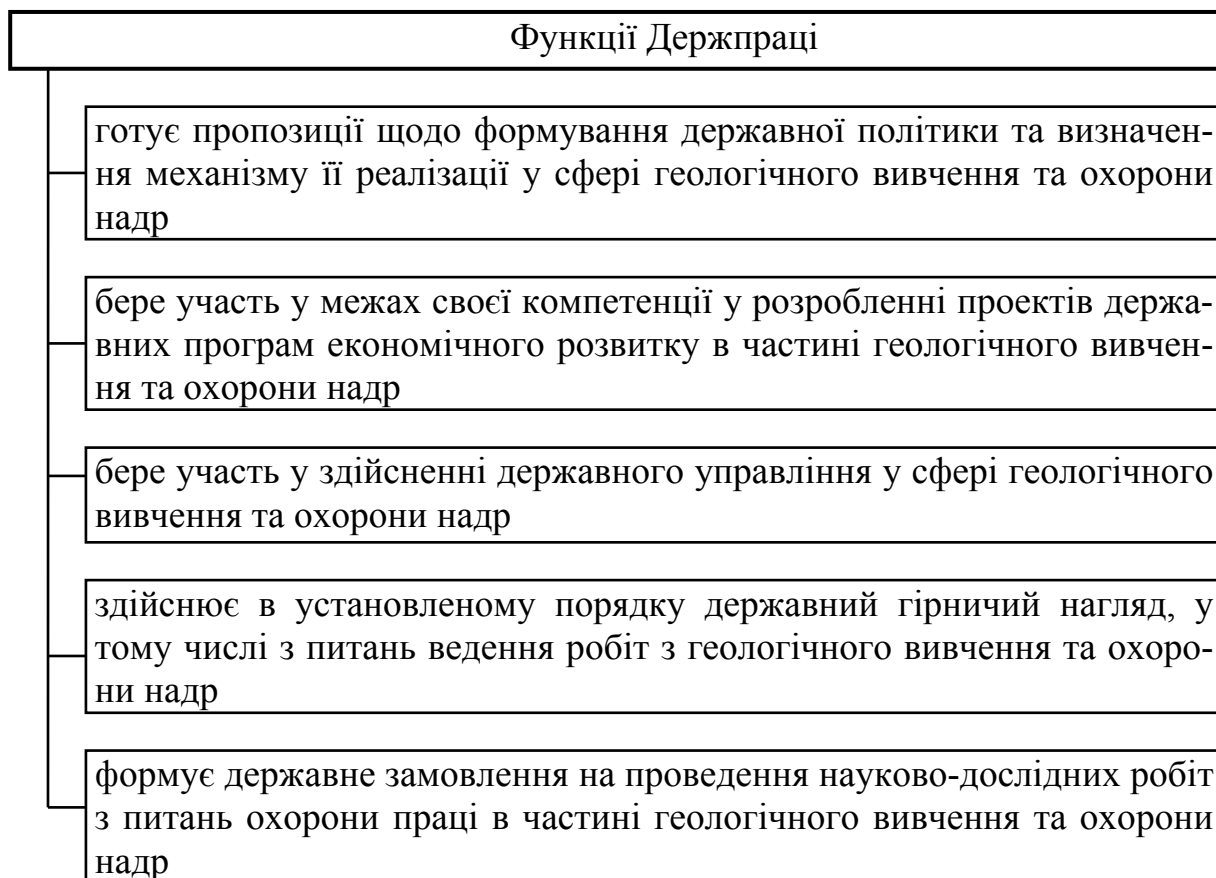 Функції Держпраці
готує пропозиції щодо формування державної політики та визначен-
ня механізму її реалізації у сфері геологічного вивчення та охорони
надр
бере участь у межах своєї компетенції у розробленні проектів держа-
вних програм економічного розвитку в частині геологічного вивчен-
ня та охорони надр
бере участь у здійсненні державного управління у сфері геологічного
вивчення та охорони надр
здійснює в установленому порядку державний гірничий нагляд, у
тому числі з питань ведення робіт з геологічного вивчення та охоро-
ни надр
формує державне замовлення на проведення науково-дослідних робіт
з питань охорони праці в частині геологічного вивчення та охорони
надр